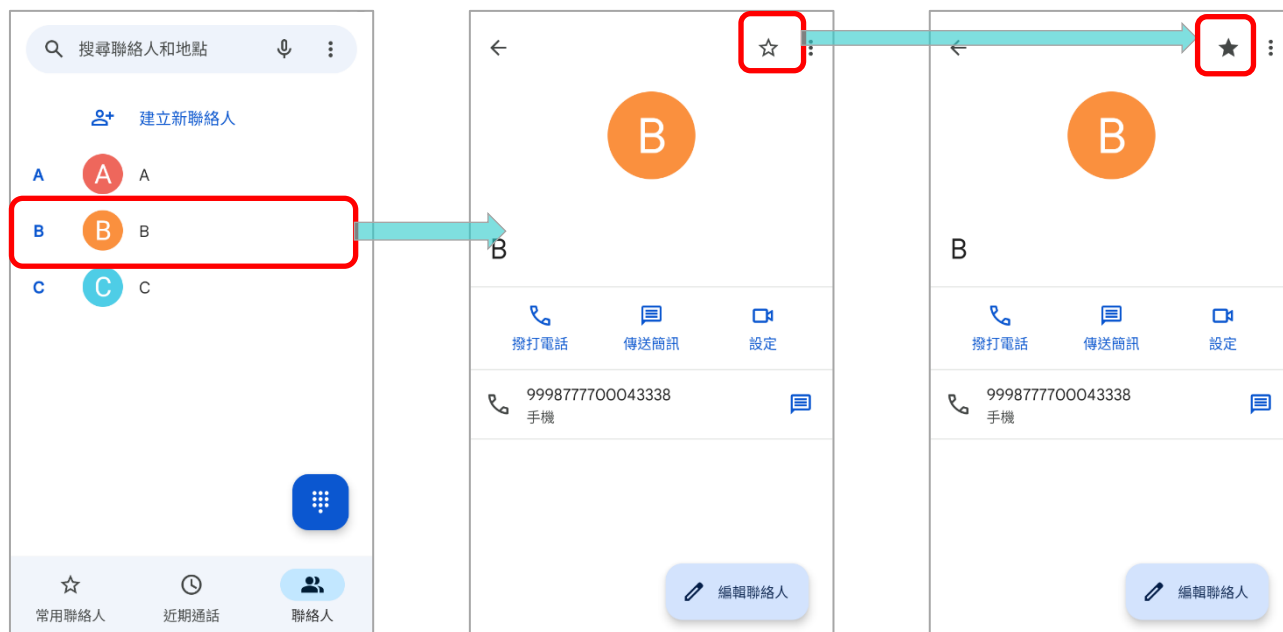 搜尋聯絡人和地點
建立新聯絡人
A A A
B B B
C C C
常用聯絡人 近期通話 聯絡人
B
B
撥打電話 傳送簡訊 設定
9998777700043338
手機
編輯聯絡人
B
B
撥打電話 傳送簡訊 設定
9998777700043338
手機
編輯聯絡人